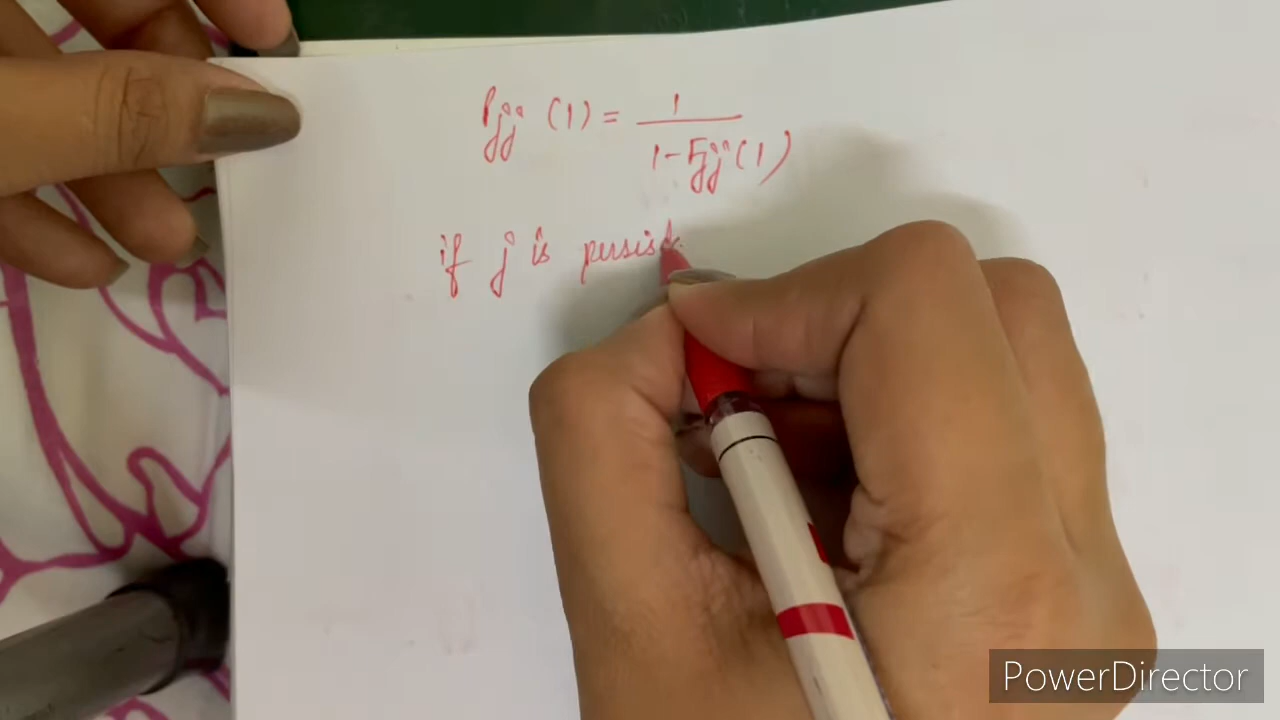 Pjj (1) = 1 / 1 - Fjj (1)
if j is persist
PowerDirector